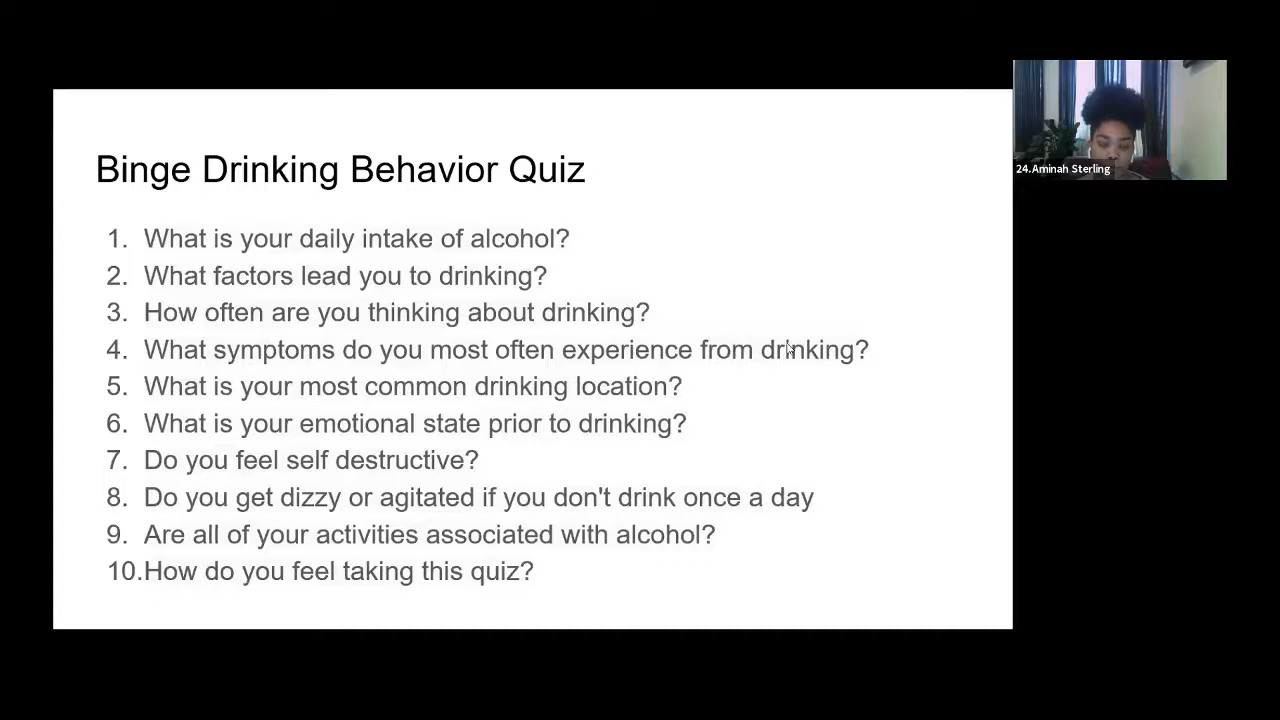 Binge Drinking Behavior Quiz
1. What is your daily intake of alcohol?
2. What factors lead you to drinking?
3. How often are you thinking about drinking?
4. What symptoms do you most often experience from drinking?
5. What is your most common drinking location?
6. What is your emotional state prior to drinking?
7. Do you feel self destructive?
8. Do you get dizzy or agitated if you don't drink once a day
9. Are all of your activities associated with alcohol?
10.How do you feel taking this quiz?
24.Aminah Sterling